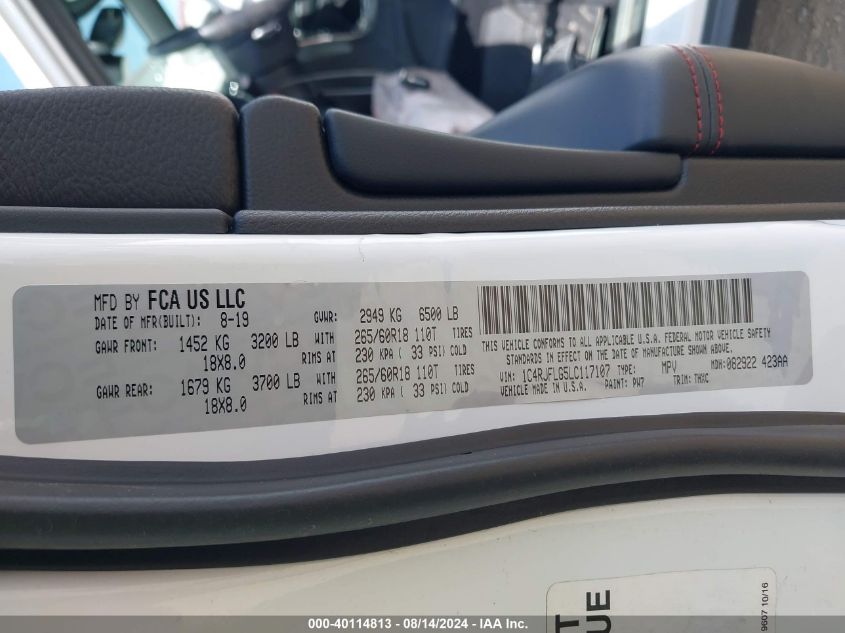 MFD BY FCA US LLC
DATE OF MFR(BUILT): 8-19 GVWR: 2949 KG 6500 LB
GAWR FRONT: 1452 KG 3200 LB WITH 265/60R18 110T TIRES
18X8.0 RIMS AT 230 KPA ( 33 PSI) COLD
GAWR REAR: 1679 KG 3700 LB WITH 265/60R18 110T TIRES
18X8.0 RIMS AT 230 KPA ( 33 PSI) COLD
THIS VEHICLE CONFORMS TO ALL APPLICABLE U.S.A. FEDERAL MOTOR VEHICLE SAFETY
STANDARDS IN EFFECT ON THE DATE OF MANUFACTURE SHOWN ABOVE.
VIN: 1C4RJFLG5LC117107 TYPE: MPV MDH: 062922 423AA
VEHICLE MADE IN U.S.A. PAINT: PW7 TRIM:
T
UE
9607 10/16
000-40114813 - 08/14/2024 - IAA Inc.